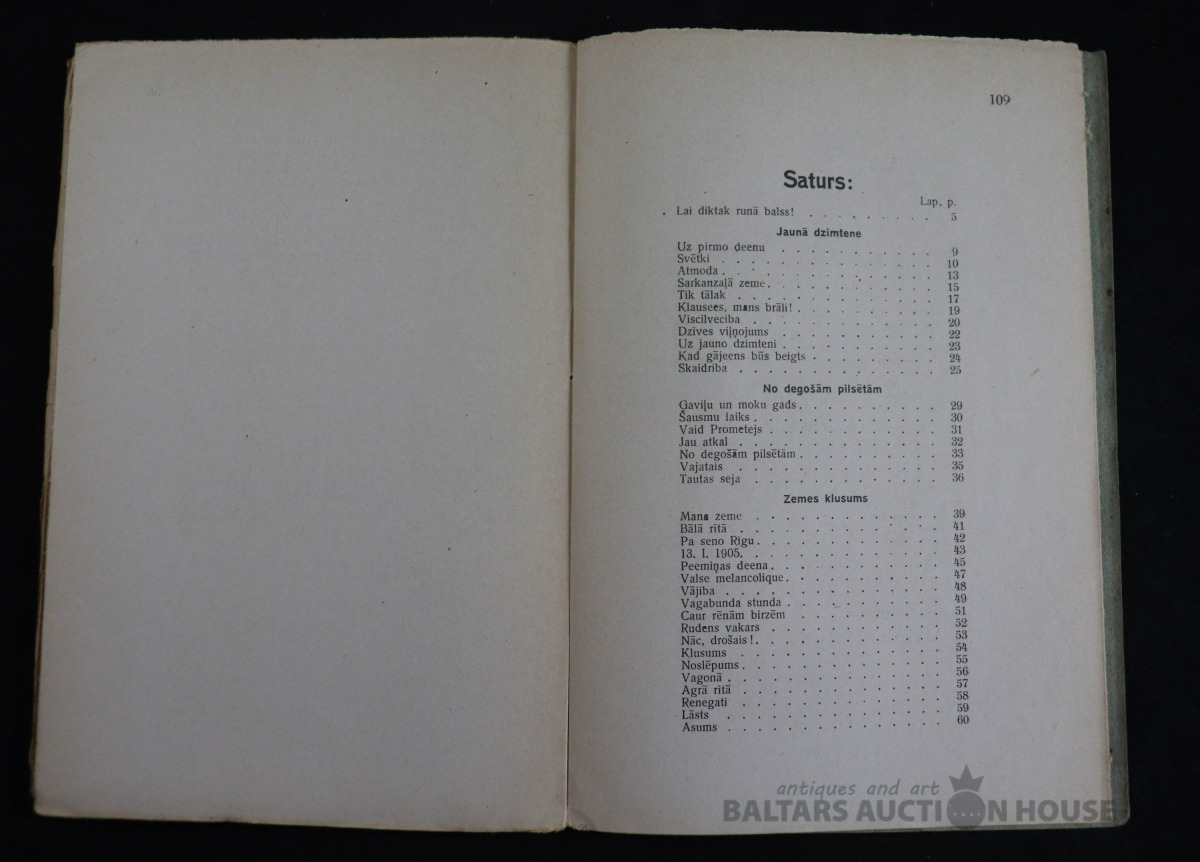 109
Saturs:
Lap. p.
Lai diktak runā balss! . . . . . . . . . 5
Jaunā dzimtene
Uz pirmo deenu . . . . . . . . . . . 9
Svētki . . . . . . . . . . . . . . 10
Atmoda . . . . . . . . . . . . . . 13
Sarkanzaļā zeme . . . . . . . . . . . 15
Tik tālak . . . . . . . . . . . . . 17
Klausees, mans brāli! . . . . . . . . . 19
Viscilveciba . . . . . . . . . . . . 20
Dzīves viļņojums . . . . . . . . . . . 22
Uz jauno dzimteni . . . . . . . . . . 23
Kad gājeens būs beigts . . . . . . . . . 24
Skaidriba . . . . . . . . . . . . . 25
No degošām pilsētām
Gaviļu un moku gads . . . . . . . . . . 29
Šausmu laiks . . . . . . . . . . . . 30
Vaid Prometejs . . . . . . . . . . . 31
Jau atkal . . . . . . . . . . . . . 32
No degošām pilsētām . . . . . . . . . . 33
Vajatais . . . . . . . . . . . . . 35
Tautas seja . . . . . . . . . . . . 36
Zemes klusums
Mana zeme . . . . . . . . . . . . 39
Bālā rītā . . . . . . . . . . . . . 41
Pa seno Rigu . . . . . . . . . . . . 42
13. I. 1905. . . . . . . . . . . . . 43
Peemiņas deena . . . . . . . . . . . 45
Valse melancolique . . . . . . . . . . 47
Vājiba . . . . . . . . . . . . . . 48
Vagabunda stunda . . . . . . . . . . 49
Caur rēnām birzēm . . . . . . . . . . 51
Rudens vakars . . . . . . . . . . . 52
Nāc, drošais! . . . . . . . . . . . . 53
Klusums . . . . . . . . . . . . . 54
Noslēpums . . . . . . . . . . . . . 55
Vagonā . . . . . . . . . . . . . . 56
Agrā rītā . . . . . . . . . . . . . 57
Renegati . . . . . . . . . . . . . 58
Lāsts . . . . . . . . . . . . . . 59
Asums . . . . . . . . . . . . . . 60
antiques and art
BALTARS AUCTION HOUSE